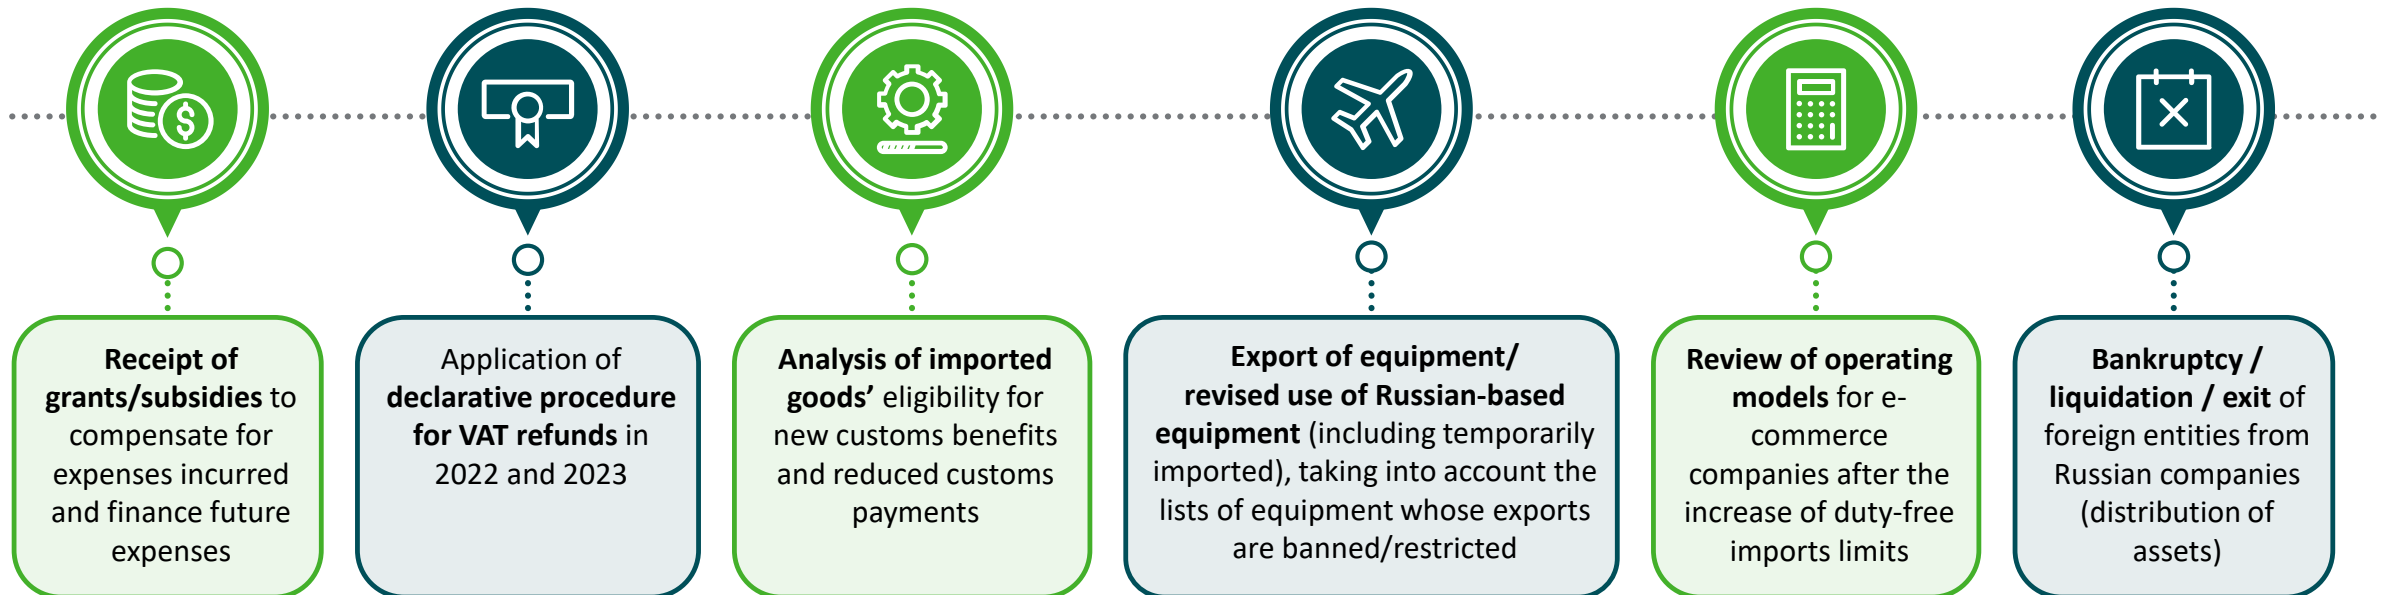 Receipt of
grants/subsidies to
compensate for
expenses incurred
and finance future
expenses
Application of
declarative procedure
for VAT refunds in
2022 and 2023
Analysis of imported
goods’ eligibility for
new customs benefits
and reduced customs
payments
Export of equipment/
revised use of Russian-based
equipment (including temporarily
imported), taking into account the
lists of equipment whose exports
are banned/restricted
Review of operating
models for e-
commerce
companies after the
increase of duty-free
imports limits
Bankruptcy /
liquidation / exit of
foreign entities from
Russian companies
(distribution of
assets)